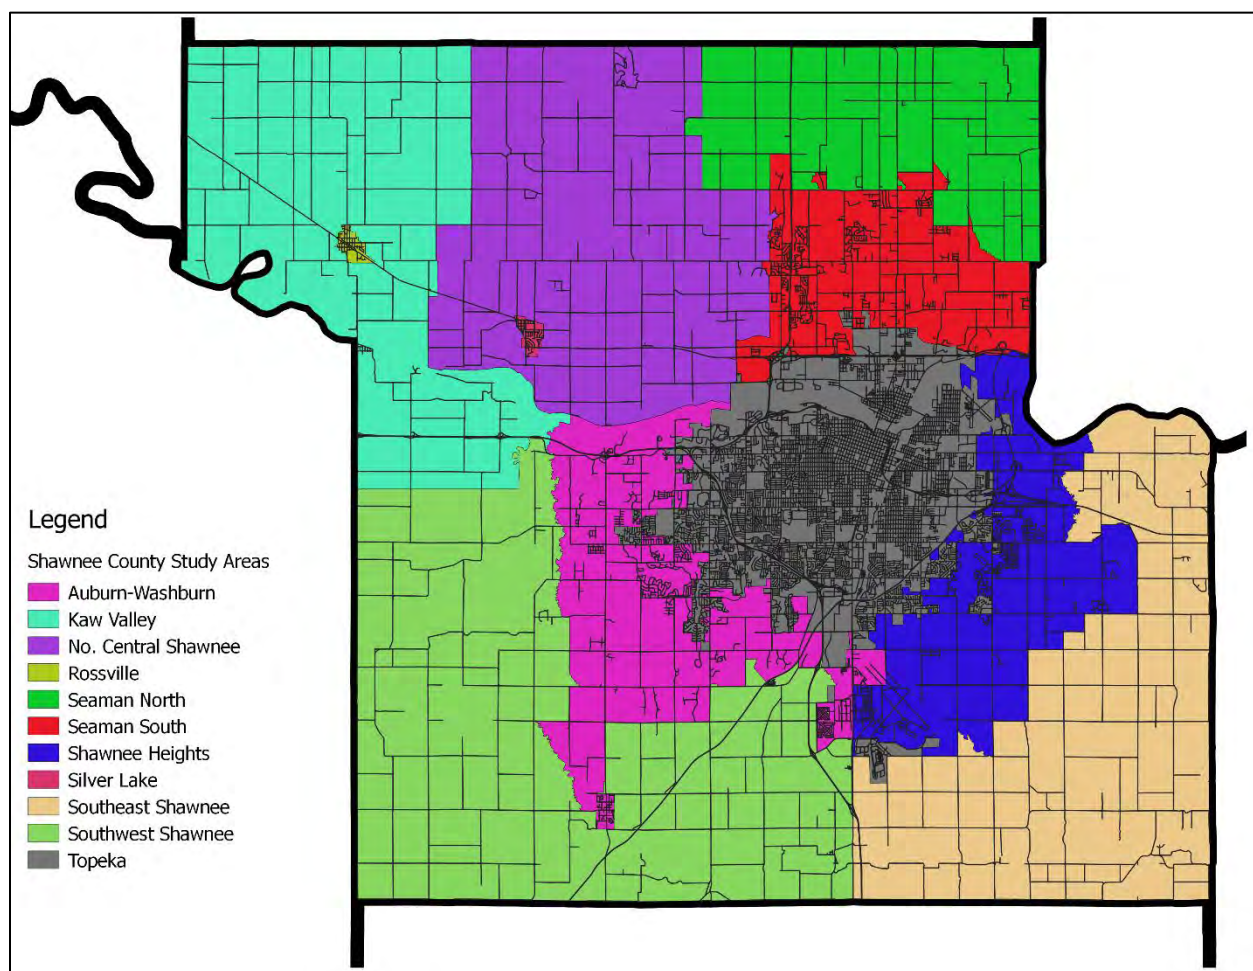 Legend
Shawnee County Study Areas
Auburn-Washburn
Kaw Valley
No. Central Shawnee
Rossville
Seaman North
Seaman South
Shawnee Heights
Silver Lake
Southeast Shawnee
Southwest Shawnee
Topeka